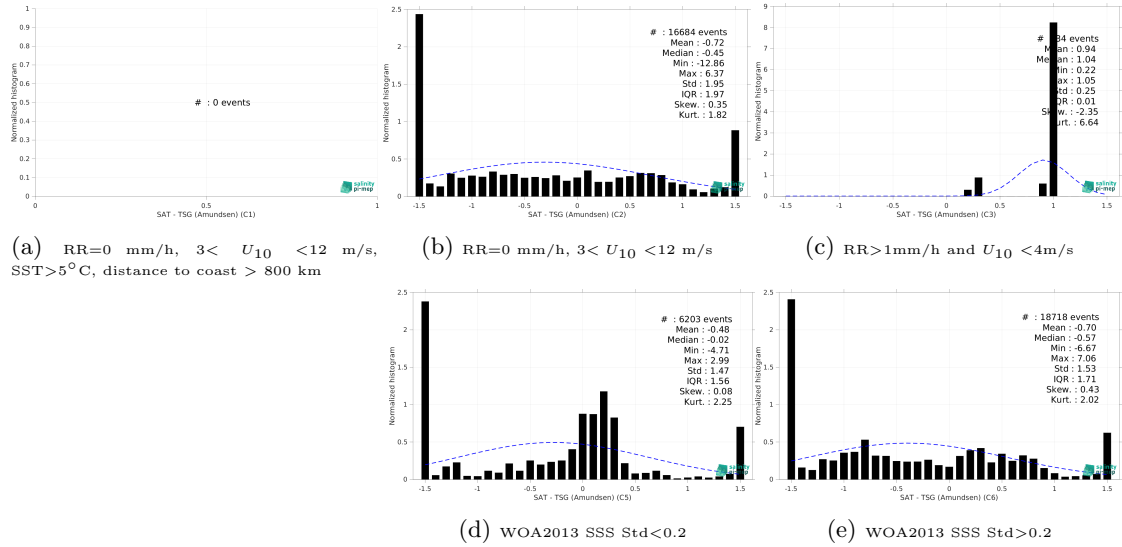 1
0.9
0.8
0.7
0.6
0.5
0.4
0.3
0.2
0.1
0
Normalized histogram
# : 0 events
salinity
pi-mep
0 0.5 1
SAT - TSG (Amundsen) (C1)
(a) RR=0 mm/h, 3< U10 <12 m/s,
SST>5°C, distance to coast > 800 km
2.5
2
1.5
1
0.5
0
Normalized histogram
# : 16684 events
Mean : -0.72
Median : -0.45
Min : -12.86
Max : 6.37
Std : 1.95
IQR : 1.97
Skew. : 0.35
Kurt. : 1.82
salinity
pi-mep
-1.5 -1 -0.5 0 0.5 1 1.5
SAT - TSG (Amundsen) (C2)
(b) RR=0 mm/h, 3< U10 <12 m/s
9
8
7
6
5
4
3
2
1
0
Normalized histogram
# : 34 events
Mean : 0.94
Median : 1.04
Min : 0.22
Max : 1.05
Std : 0.25
IQR : 0.01
Skew. : -2.35
Kurt. : 6.64
salinity
pi-mep
-1.5 -1 -0.5 0 0.5 1 1.5
SAT - TSG (Amundsen) (C3)
(c) RR>1mm/h and U10 <4m/s
2.5
2
1.5
1
0.5
0
Normalized histogram
# : 6203 events
Mean : -0.48
Median : -0.02
Min : -4.71
Max : 2.99
Std : 1.47
IQR : 1.56
Skew. : 0.08
Kurt. : 2.25
salinity
pi-mep
-1.5 -1 -0.5 0 0.5 1 1.5
SAT - TSG (Amundsen) (C5)
(d) WOA2013 SSS Std<0.2
2.5
2
1.5
1
0.5
0
Normalized histogram
# : 18718 events
Mean : -0.70
Median : -0.57
Min : -6.67
Max : 7.06
Std : 1.53
IQR : 1.71
Skew. : 0.43
Kurt. : 2.02
salinity
pi-mep
-1.5 -1 -0.5 0 0.5 1 1.5
SAT - TSG (Amundsen) (C6)
(e) WOA2013 SSS Std>0.2